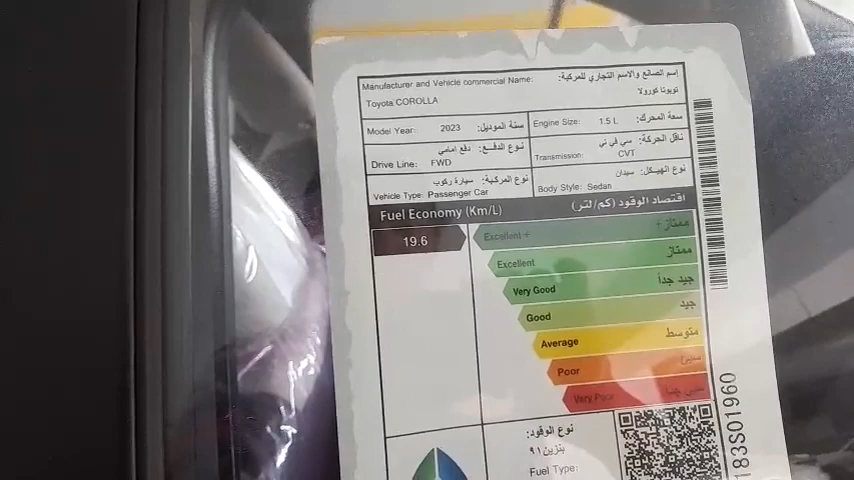 Manufacturer and Vehicle commercial Name: إسم الصانع والاسم التجاري للمركبة:
Toyota COROLLA تويوتا كورولا
Model Year: 2023 سنة الموديل: Engine Size: 1.5 L سعة المحرك:
Drive Line: دفع امامي نوع الدفع: Transmission: سي في تي ناقل الحركة:
FWD CVT
Vehicle Type: سيارة ركوب نوع المركبة: Body Style: سيدان نوع الهيكل:
Passenger Car Sedan
Fuel Economy (Km/L) اقتصاد الوقود (كم/لتر)
19.6 Excellent + ممتاز+
Excellent ممتاز
Very Good جيد جداً
Good جيد
Average متوسط
Poor سيئ
Very Poor سيئ جداً
نوع الوقود:
بنزين ٩١
Fuel Type:
183S01960